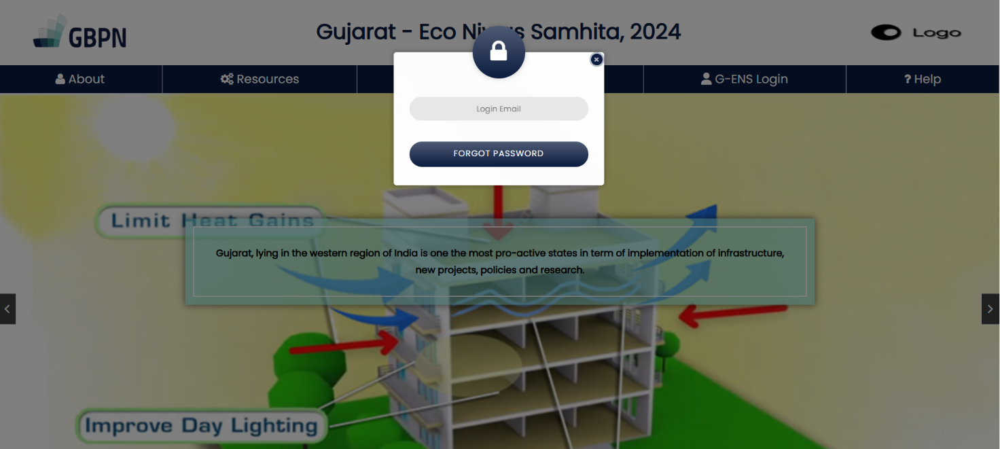 GBPN
Gujarat - Eco Ni s Samhita, 2024
Logo
About
Resources
G-ENS Login
? Help
Login Email
FORGOT PASSWORD
Limit Heat Gains
Gujarat, lying in the western region of India is one the most pro-active states in term of implementation of infrastructure,
new projects, policies and research.
Improve Day Lighting